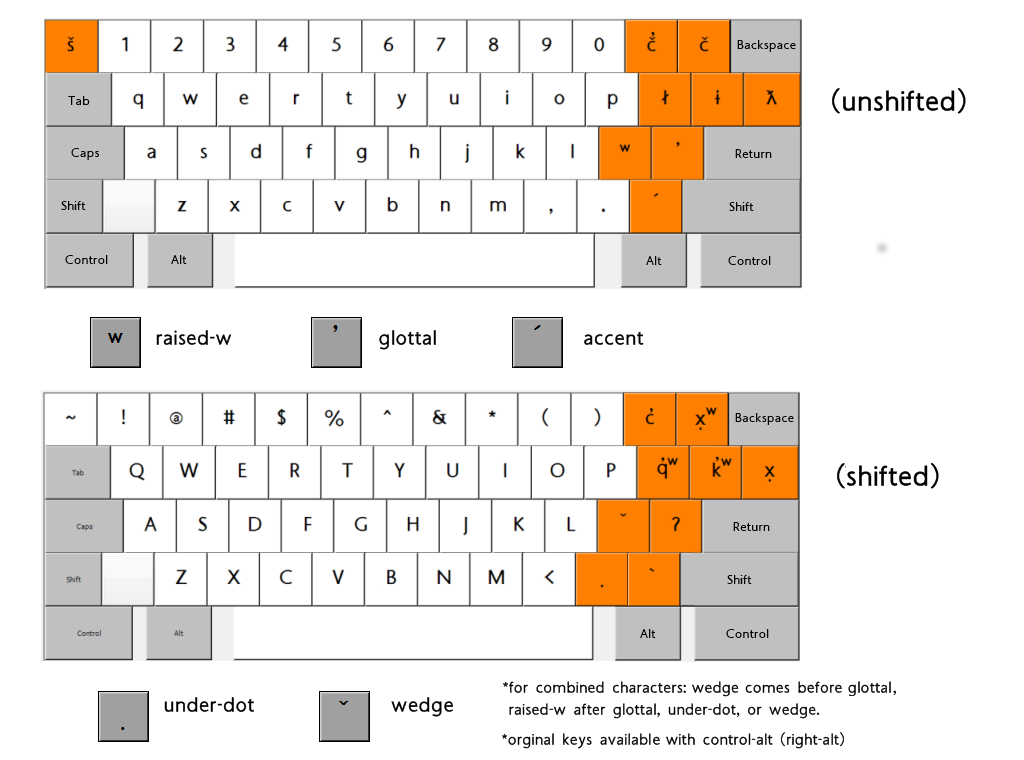 š 1 2 3 4 5 6 7 8 9 0 č̓ č Backspace
Tab q w e r t y u i o p ł ɨ ƛ̌ (unshifted)
Caps a s d f g h j k l ʷ ̓ Return
Shift z x c v b n m , . ´ Shift
Control Alt Alt Control
w raised-w ̓ glottal ´ accent
~ ! @ # $ % ^ & * ( ) c̓ x̣ʷ Backspace
Tab Q W E R T Y U I O P q̓ʷ k̓ʷ x̣ (shifted)
Caps A S D F G H J K L ˇ ʔ Return
Shift Z X C V B N M < . ` Shift
Control Alt Alt Control
. under-dot ˇ wedge
*for combined characters: wedge comes before glottal,
raised-w after glottal, under-dot, or wedge.
*orginal keys available with control-alt (right-alt)